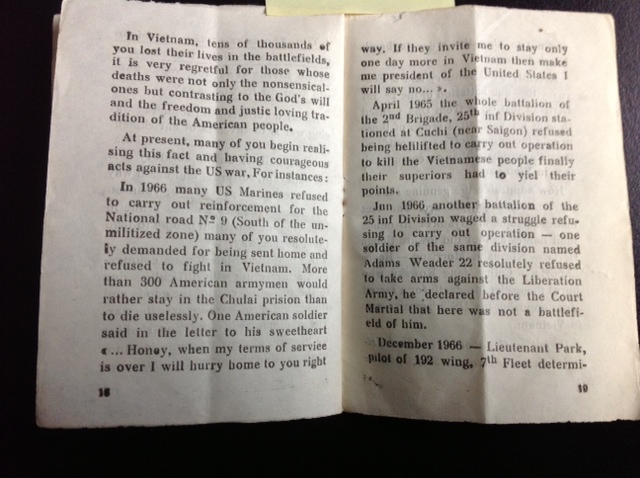 In Vietnam, tens of thousands of
you lost their lives in the battlefields,
it is very regretful for those whose
deaths were not only the nonsensical-
ones but contrasting to the God's will
and the freedom and justic loving tra-
dition of the American people.
At present, many of you begin reali-
sing this fact and having courageous
acts against the US war, For instances :
In 1966 many US Marines refused
to carry out reinforcement for the
National road Nº 9 (South of the un-
militized zone) many of you resolute-
ly demanded for being sent home and
refused to fight in Vietnam. More
than 300 American armymen would
rather stay in the Chulai prision than
to die uselessly. One American soldier
said in the letter to his sweetheart
« ... Honey, when my terms of service
is over I will hurry home to you right
18
way. If they invite me to stay only
one day more in Vietnam then make
me president of the United States I
will say no... ».
April 1965 the whole battalion of
the 2nd Brigade, 25th inf Division sta-
tioned at Cuchi (near Saigon) refused
being helilifted to carry out operation
to kill the Vietnamese people finally
their superiors had to yiel their
points.
Jun 1966 another battalion of the
25 inf Division waged a struggle refu-
sing to carry out operation — one
soldier of the same division named
Adams Weader 22 resolutely refused
to take arms against the Liberation
Army, he declared before the Court
Martial that here was not a battlefi-
eld of him.
December 1966 — Lieutenant Park,
pilot of 192 wing, 7th Fleet determi-
19